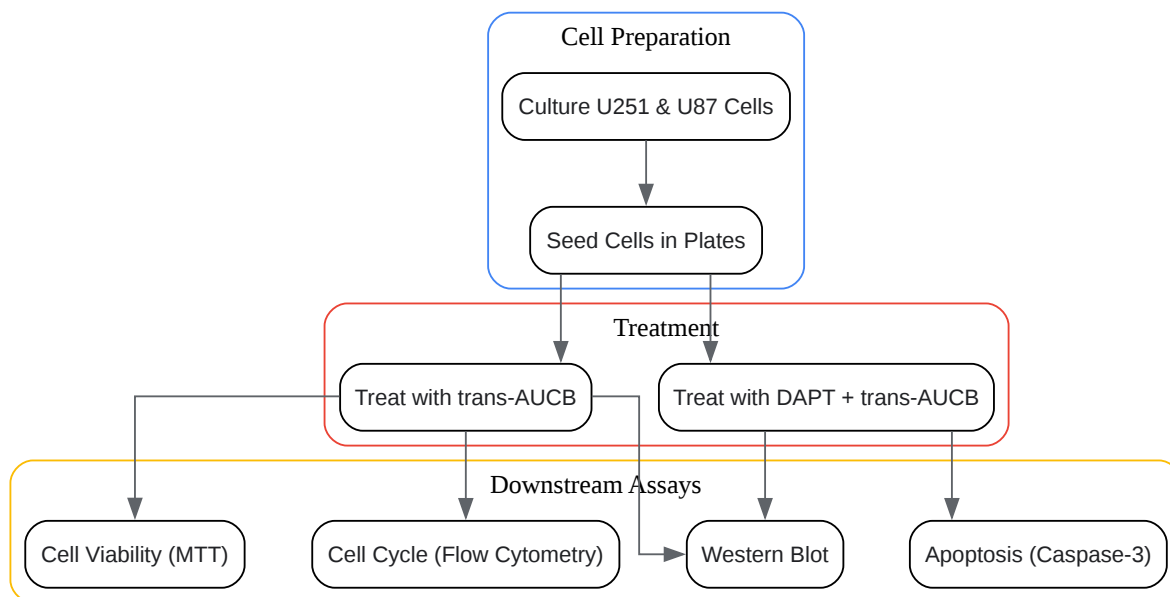 Cell Preparation
Culture U251 & U87 Cells
Seed Cells in Plates
Treatment
Treat with trans-AUCB
Treat with DAPT + trans-AUCB
Downstream Assays
Cell Viability (MTT)
Cell Cycle (Flow Cytometry)
Western Blot
Apoptosis (Caspase-3)